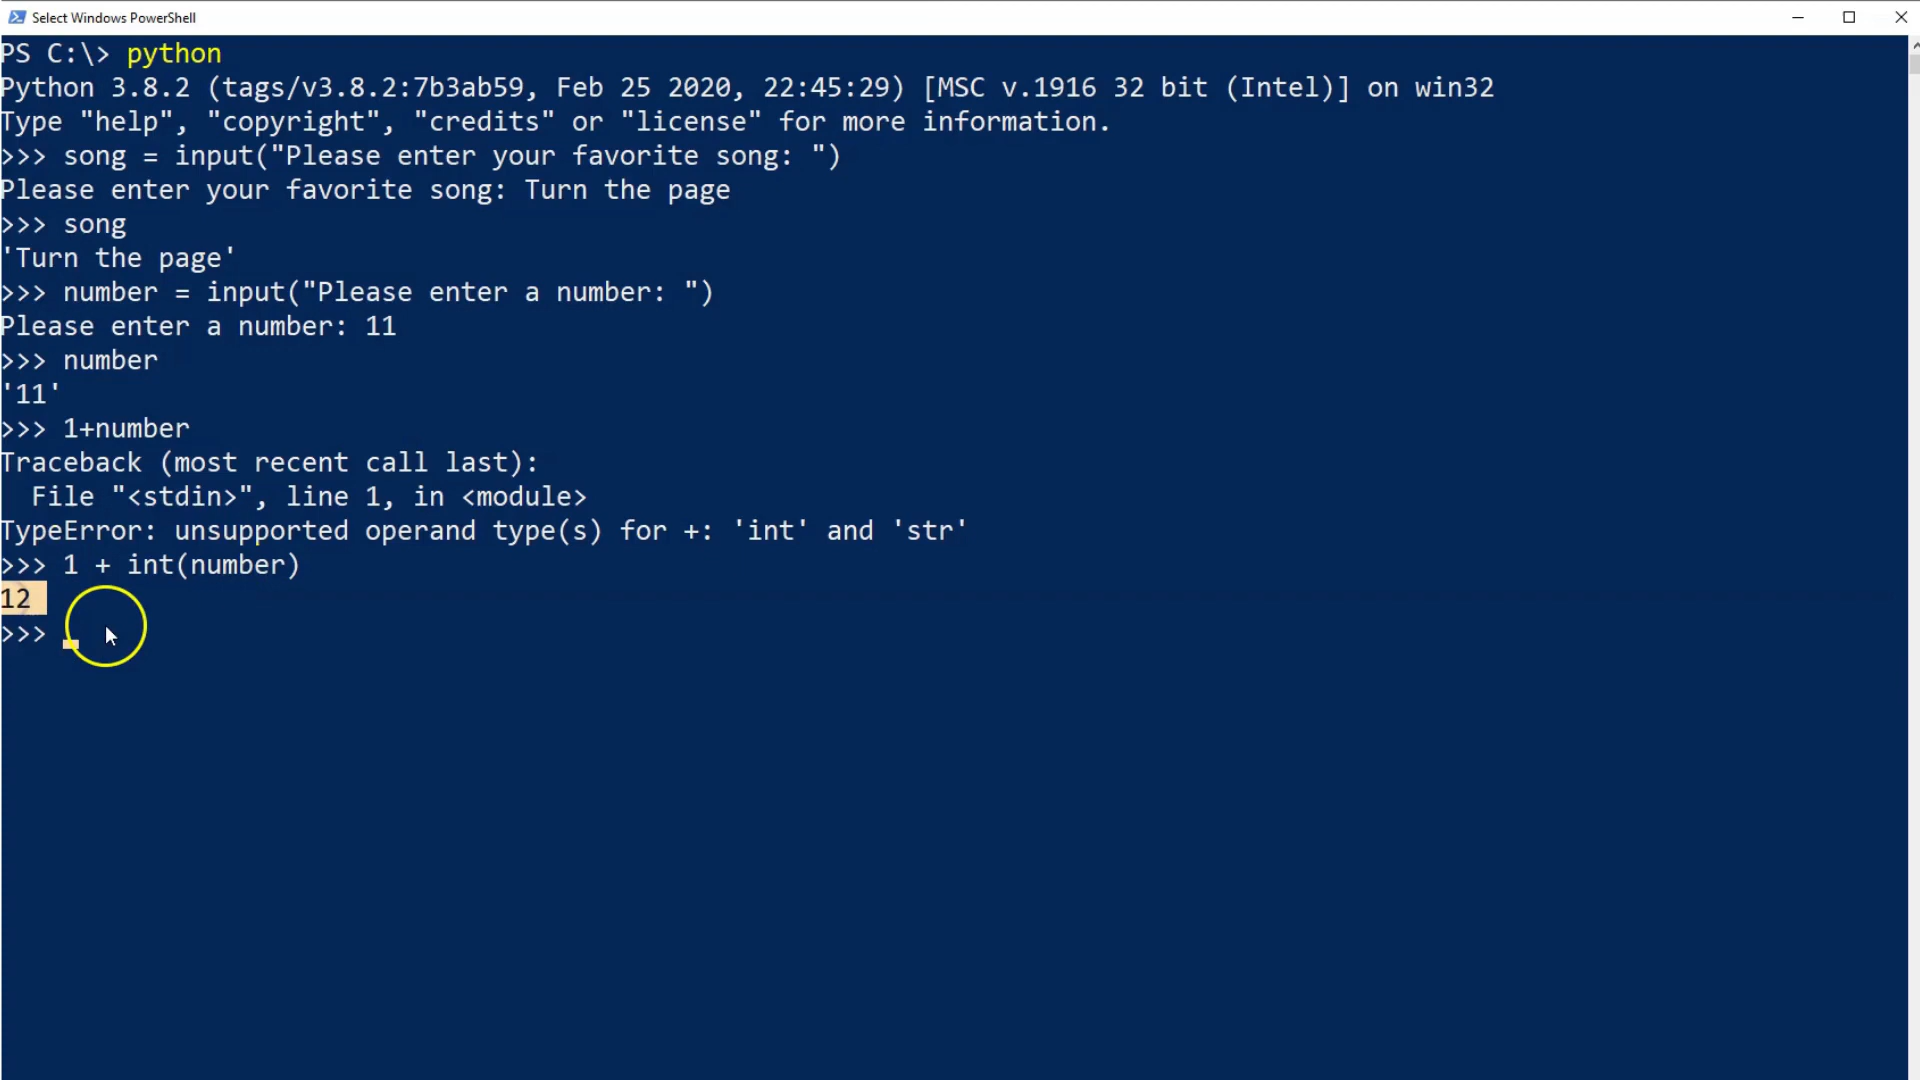 Select Windows PowerShell
PS C:\> python
Python 3.8.2 (tags/v3.8.2:7b3ab59, Feb 25 2020, 22:45:29) [MSC v.1916 32 bit (Intel)] on win32
Type "help", "copyright", "credits" or "license" for more information.
>>> song = input("Please enter your favorite song: ")
Please enter your favorite song: Turn the page
>>> song
'Turn the page'
>>> number = input("Please enter a number: ")
Please enter a number: 11
>>> number
'11'
>>> 1+number
Traceback (most recent call last):
  File "<stdin>", line 1, in <module>
TypeError: unsupported operand type(s) for +: 'int' and 'str'
>>> 1 + int(number)
12
>>>